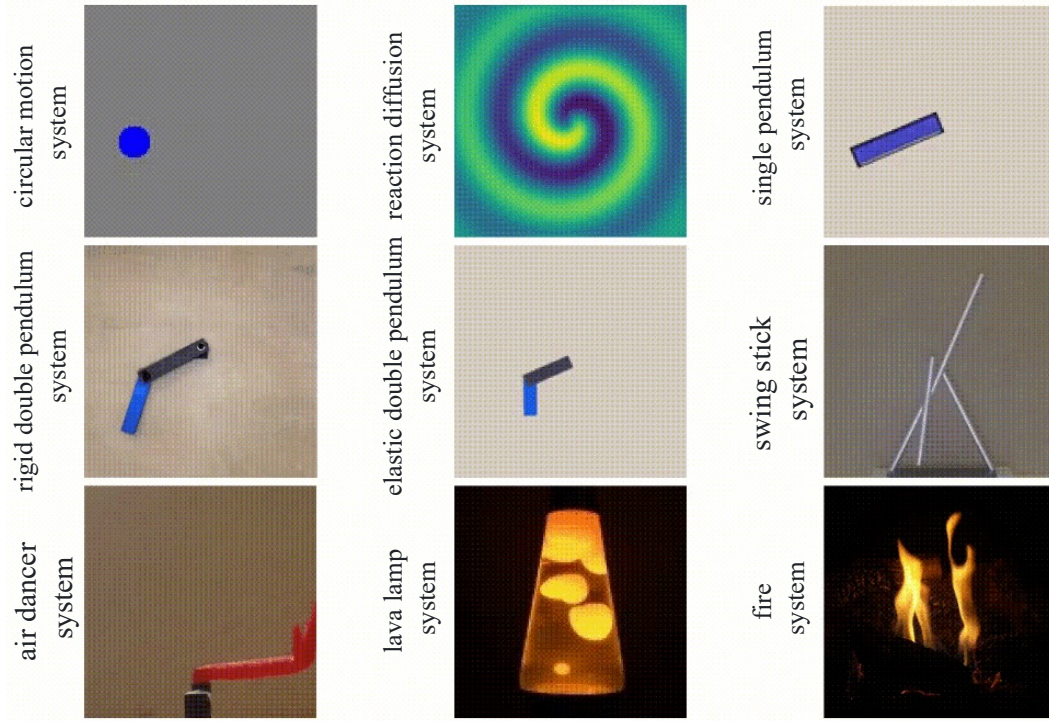 circular motion
system
reaction diffusion
system
single pendulum
system
rigid double pendulum
system
elastic double pendulum
system
swing stick
system
air dancer
system
lava lamp
system
fire
system